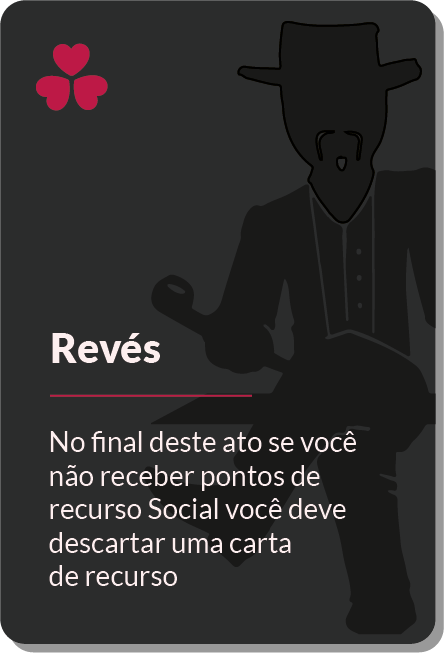 Revés
No final deste ato se você
não receber pontos de
recurso Social você deve
descartar uma carta
de recurso